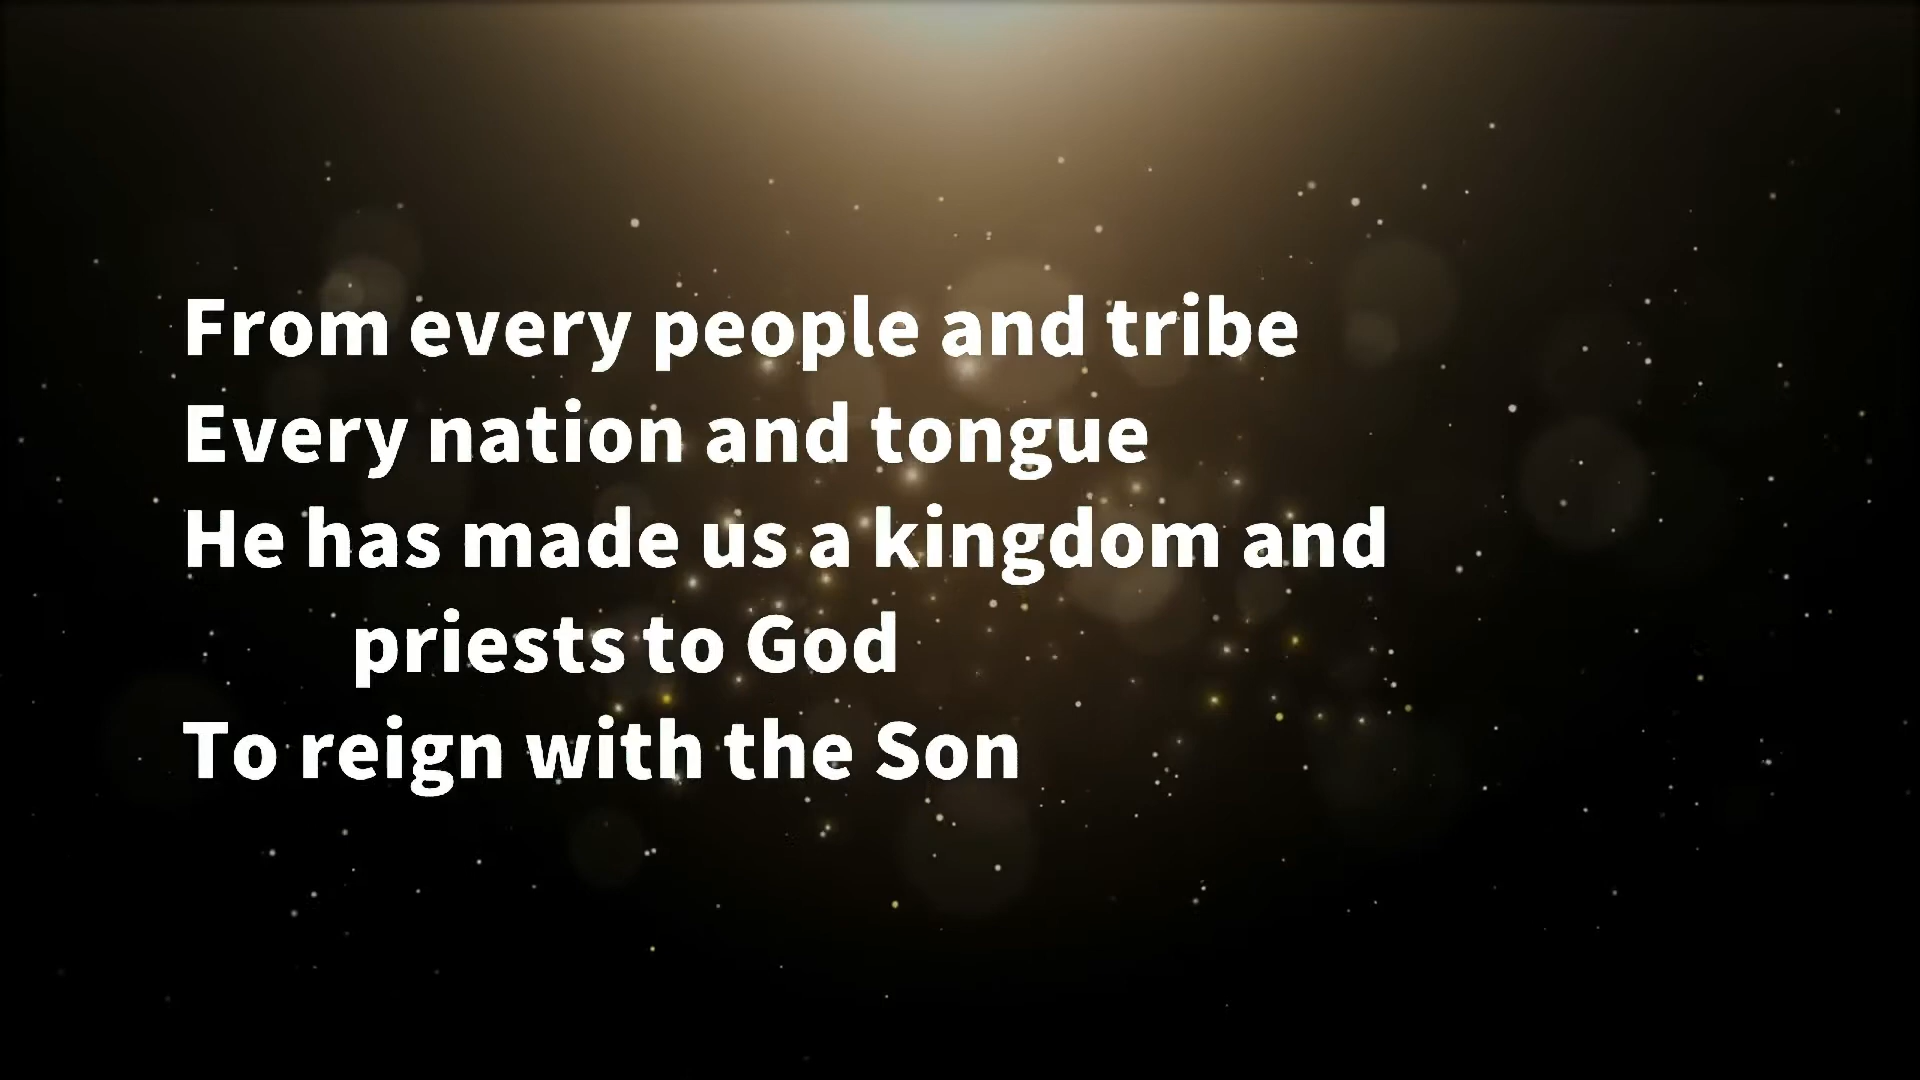 From every people and tribe
Every nation and tongue
He has made us a kingdom and
priests to God
To reign with the Son